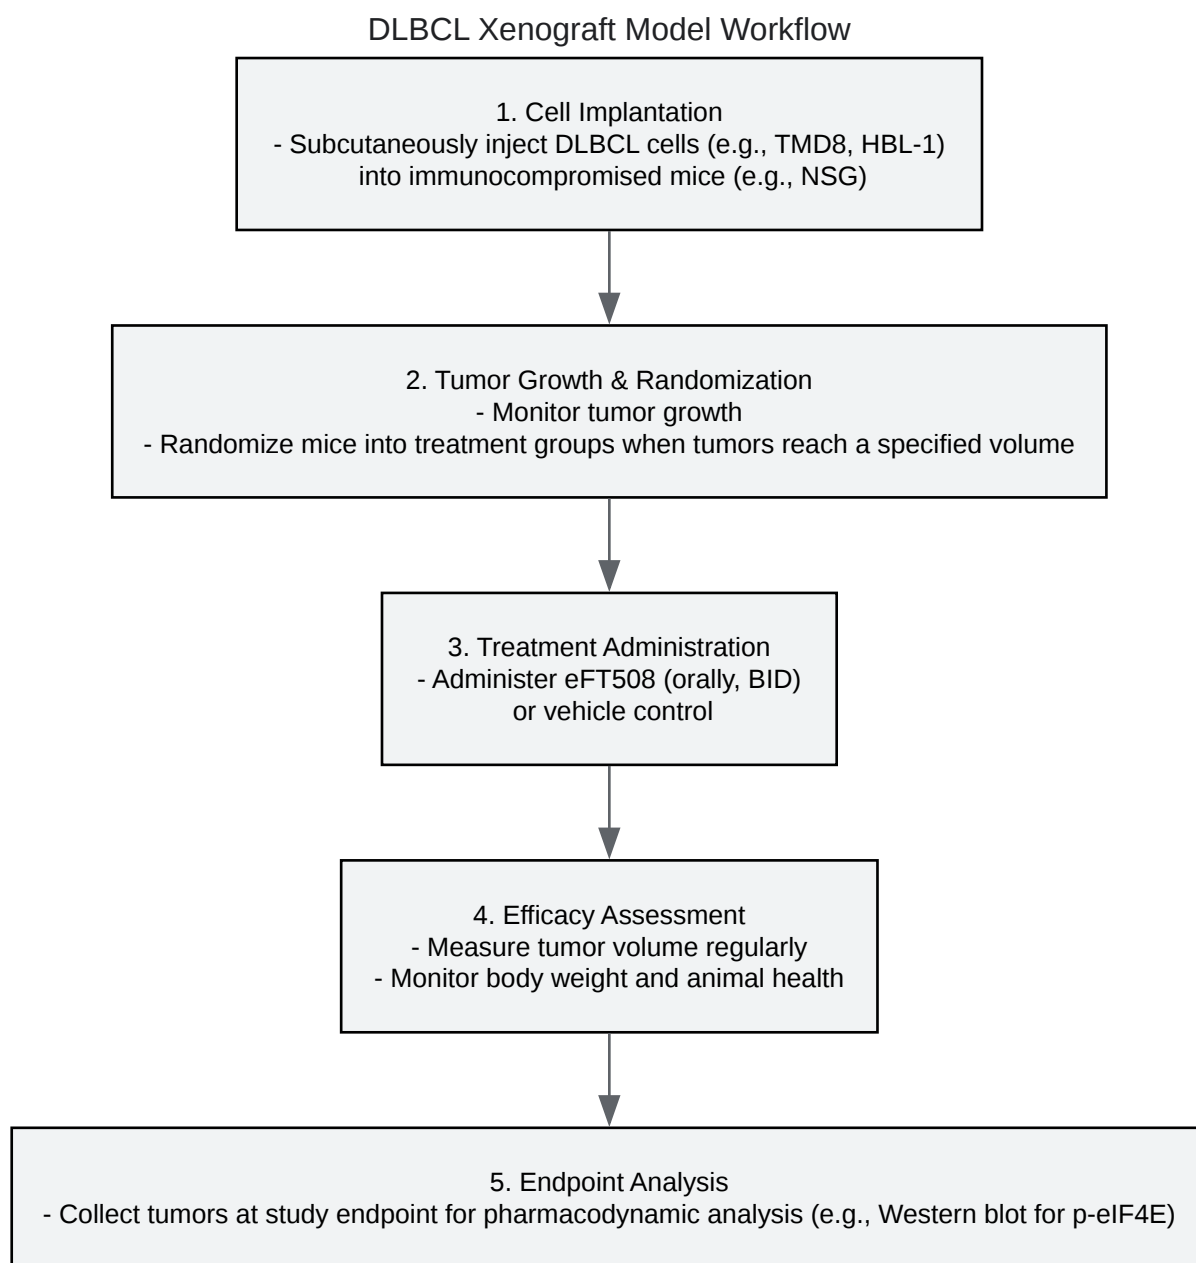 DLBCL Xenograft Model Workflow
1. Cell Implantation
- Subcutaneously inject DLBCL cells (e.g., TMD8, HBL-1)
into immunocompromised mice (e.g., NSG)
2. Tumor Growth & Randomization
- Monitor tumor growth
- Randomize mice into treatment groups when tumors reach a specified volume
3. Treatment Administration
- Administer eFT508 (orally, BID)
or vehicle control
4. Efficacy Assessment
- Measure tumor volume regularly
- Monitor body weight and animal health
5. Endpoint Analysis
- Collect tumors at study endpoint for pharmacodynamic analysis (e.g., Western blot for p-eIF4E)